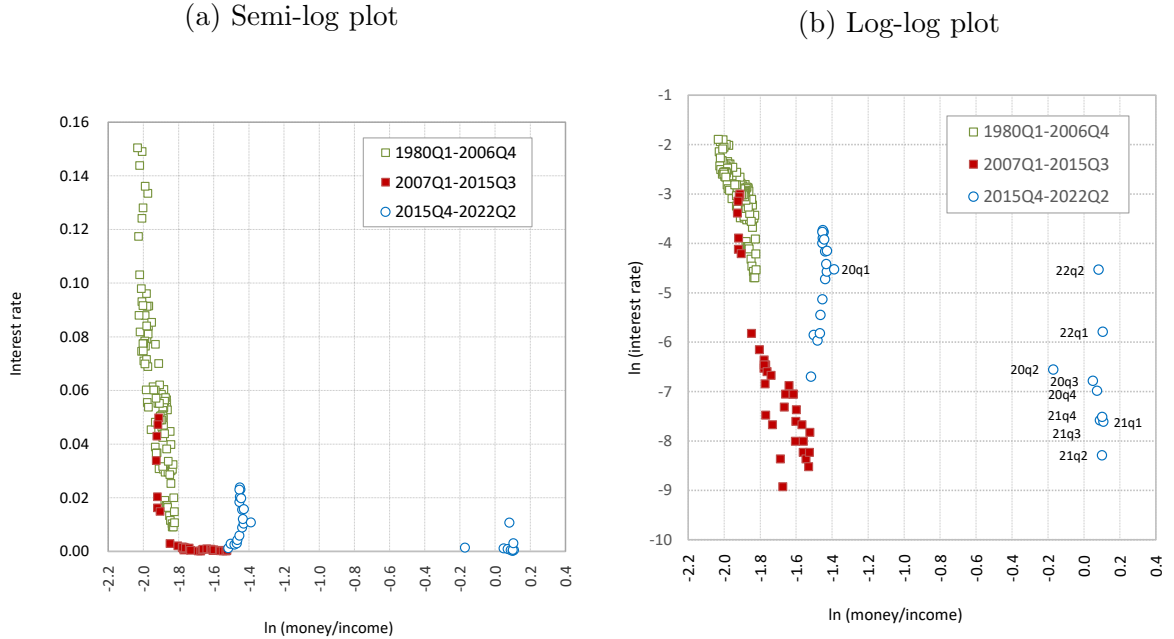 (a) Semi-log plot
0.16
0.14
0.12
0.10
0.08
0.06
0.04
0.02
0.00
Interest rate
1980Q1-2006Q4
2007Q1-2015Q3
2015Q4-2022Q2
-2.0
-1.8
-1.6
-1.4
-1.2
-1.0
-0.8
-0.6
-0.4
-0.2
0.0
0.2
0.4
ln (money/income)
(b) Log-log plot
-1
-2
-3
-4
-5
-6
-7
-8
-9
-10
ln (interest rate)
1980Q1-2006Q4
2007Q1-2015Q3
2015Q4-2022Q2
20q1
22q2
22q1
20q2
20q3
20q4
21q4
21q1
21q3
21q2
-2.0
-1.8
-1.6
-1.4
-1.2
-1.0
-0.8
-0.6
-0.4
-0.2
0.0
0.2
0.4
ln (money/income)